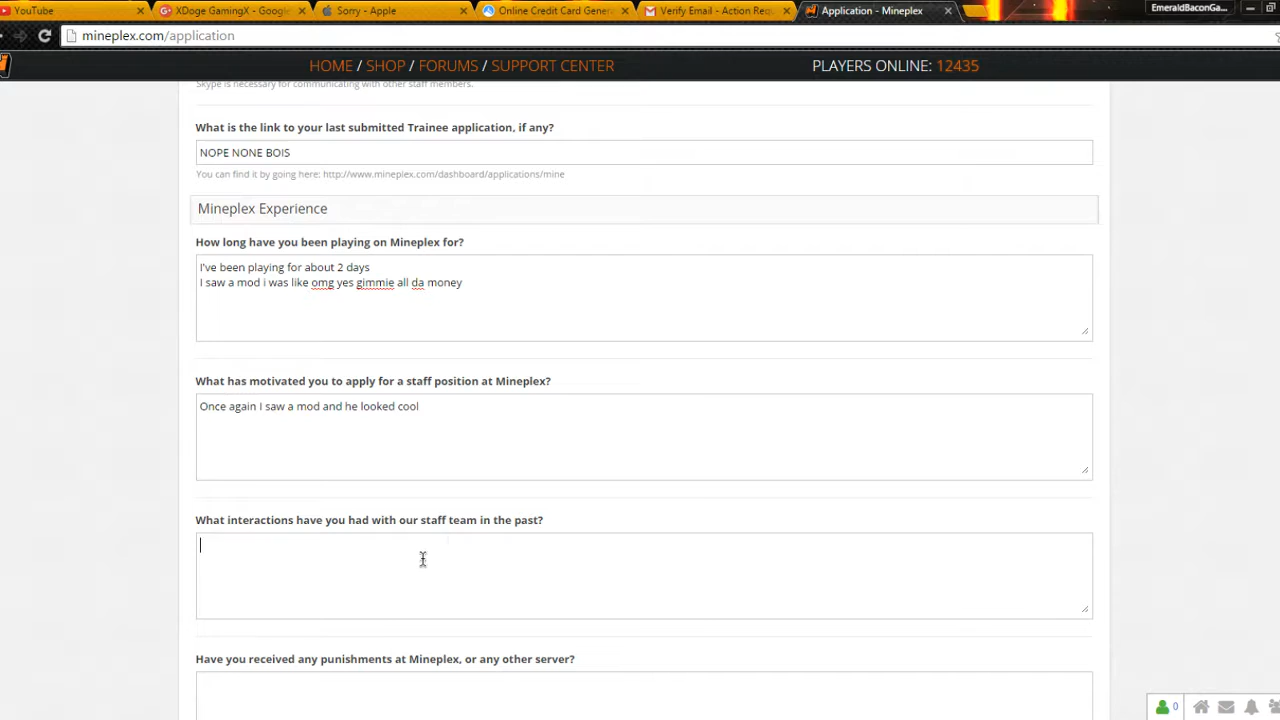 YouTube
XDoge GamingX - Google
Sorry - Apple
Online Credit Card Gener
Verify Email - Action Req
Application - Mineplex
EmeraldBaconGa...
mineplex.com/application
HOME / SHOP / FORUMS / SUPPORT CENTER
PLAYERS ONLINE: 12435
Skype is necessary for communicating with other staff members.
What is the link to your last submitted Trainee application, if any?
NOPE NONE BOIS
You can find it by going here: http://www.mineplex.com/dashboard/applications/mine
Mineplex Experience
How long have you been playing on Mineplex for?
I've been playing for about 2 days
I saw a mod i was like omg yes gimmie all da money
What has motivated you to apply for a staff position at Mineplex?
Once again I saw a mod and he looked cool
What interactions have you had with our staff team in the past?
Have you received any punishments at Mineplex, or any other server?
0